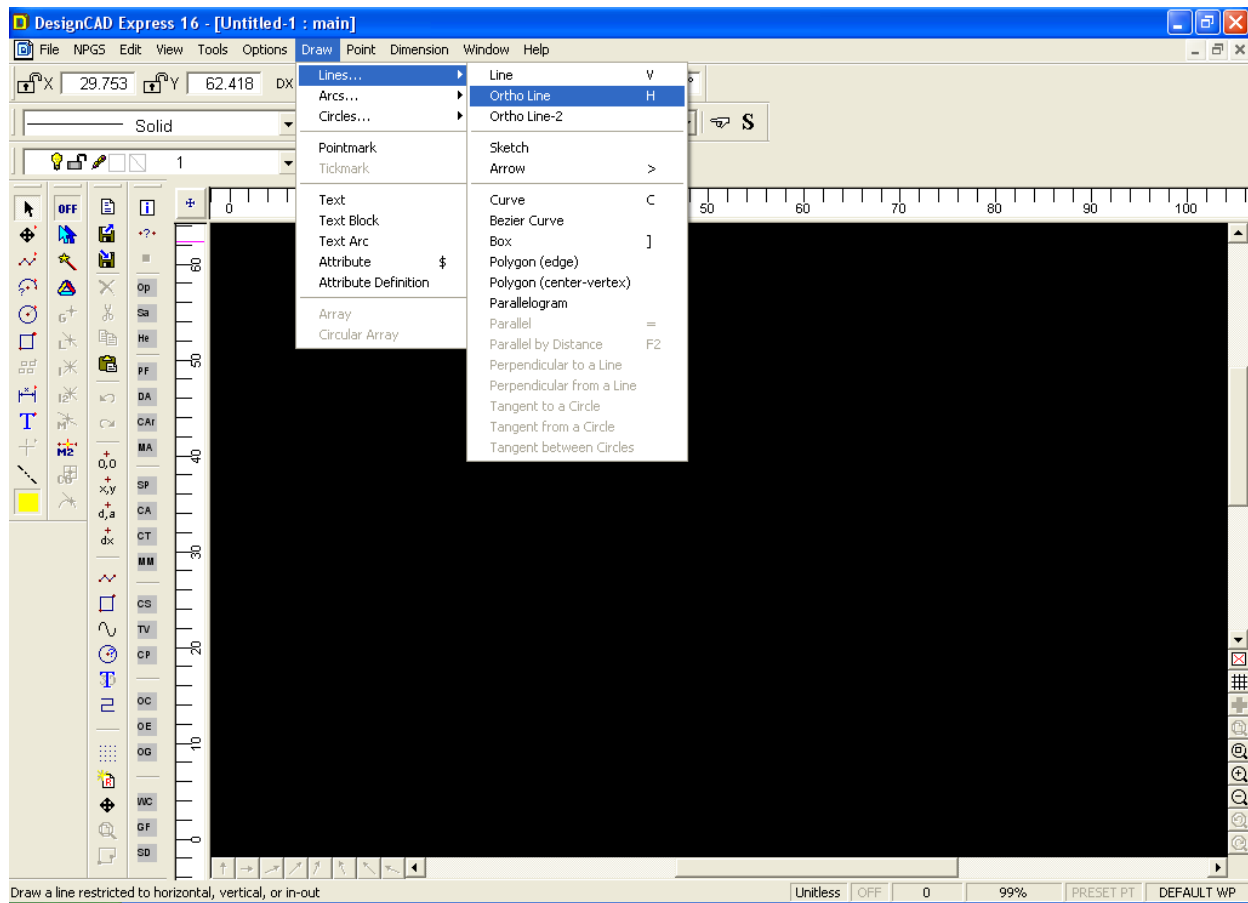 DesignCAD Express 16 - [Untitled-1 : main]
File NPGS Edit View Tools Options Draw Point Dimension Window Help
X 29.753 Y 62.418 DX
Solid
S
1
Lines...
Arcs...
Circles...
Pointmark
Tickmark
Text
Text Block
Text Arc
Attribute $
Attribute Definition
Array
Circular Array
Line V
Ortho Line H
Ortho Line-2
Sketch
Arrow >
Curve C
Bezier Curve
Box ]
Polygon (edge)
Polygon (center-vertex)
Parallelogram
Parallel =
Parallel by Distance F2
Perpendicular to a Line
Perpendicular from a Line
Tangent to a Circle
Tangent from a Circle
Tangent between Circles
0 50 60 70 80 90 100
60
50
40
30
20
10
0
OFF
G
L
I
I2
M
M2
CG
T
0,0
x,y
d,a
dx
3D
R
i
•?•
Op
Sa
He
PF
DA
CAr
MA
SP
CA
CT
MM
CS
TV
CP
OC
OE
OG
WC
GF
SD
Draw a line restricted to horizontal, vertical, or in-out
Unitless OFF 0 99% PRESET PT DEFAULT WP